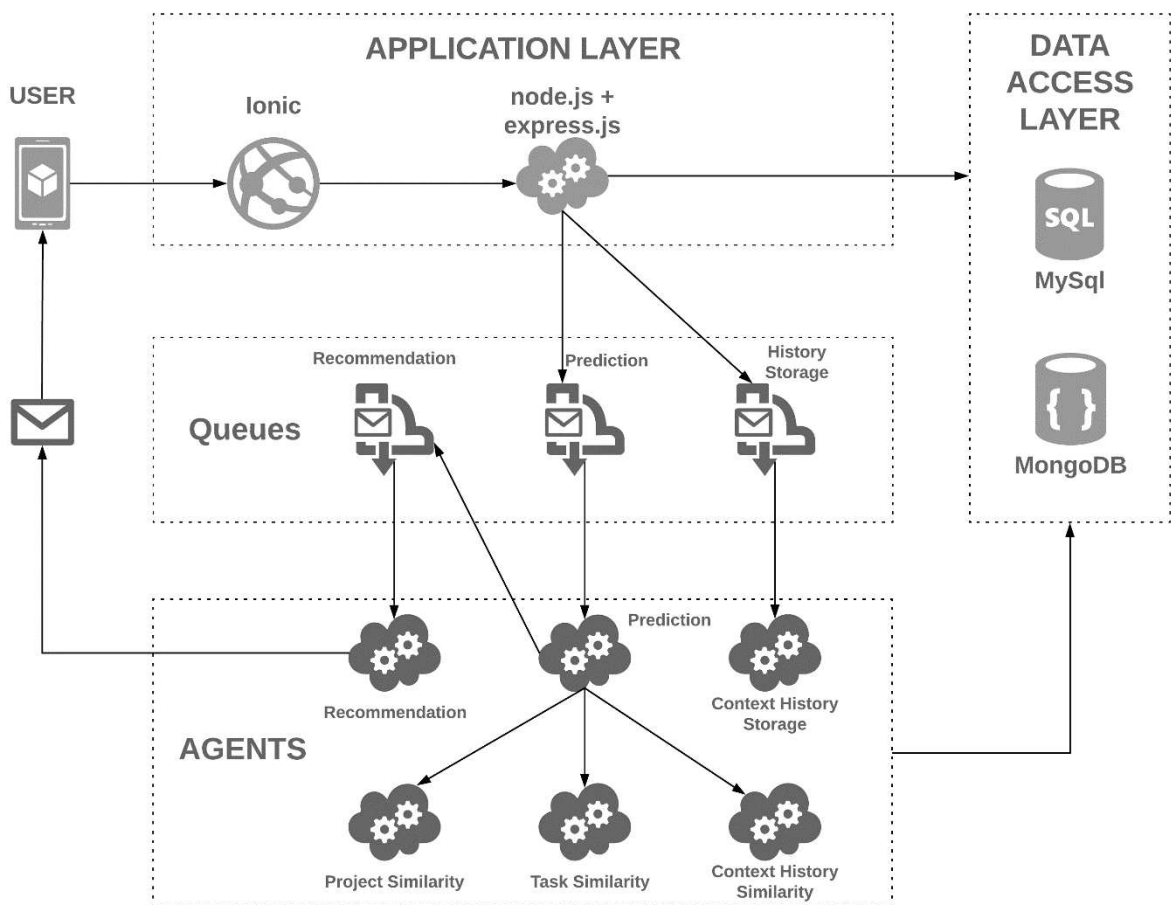 APPLICATION LAYER
DATA
ACCESS
LAYER
USER
Ionic
node.js +
express.js
SQL
MySql
Recommendation
Prediction
History
Storage
Queues
{ }
MongoDB
Prediction
Recommendation
Context History
Storage
AGENTS
Project Similarity
Task Similarity
Context History
Similarity